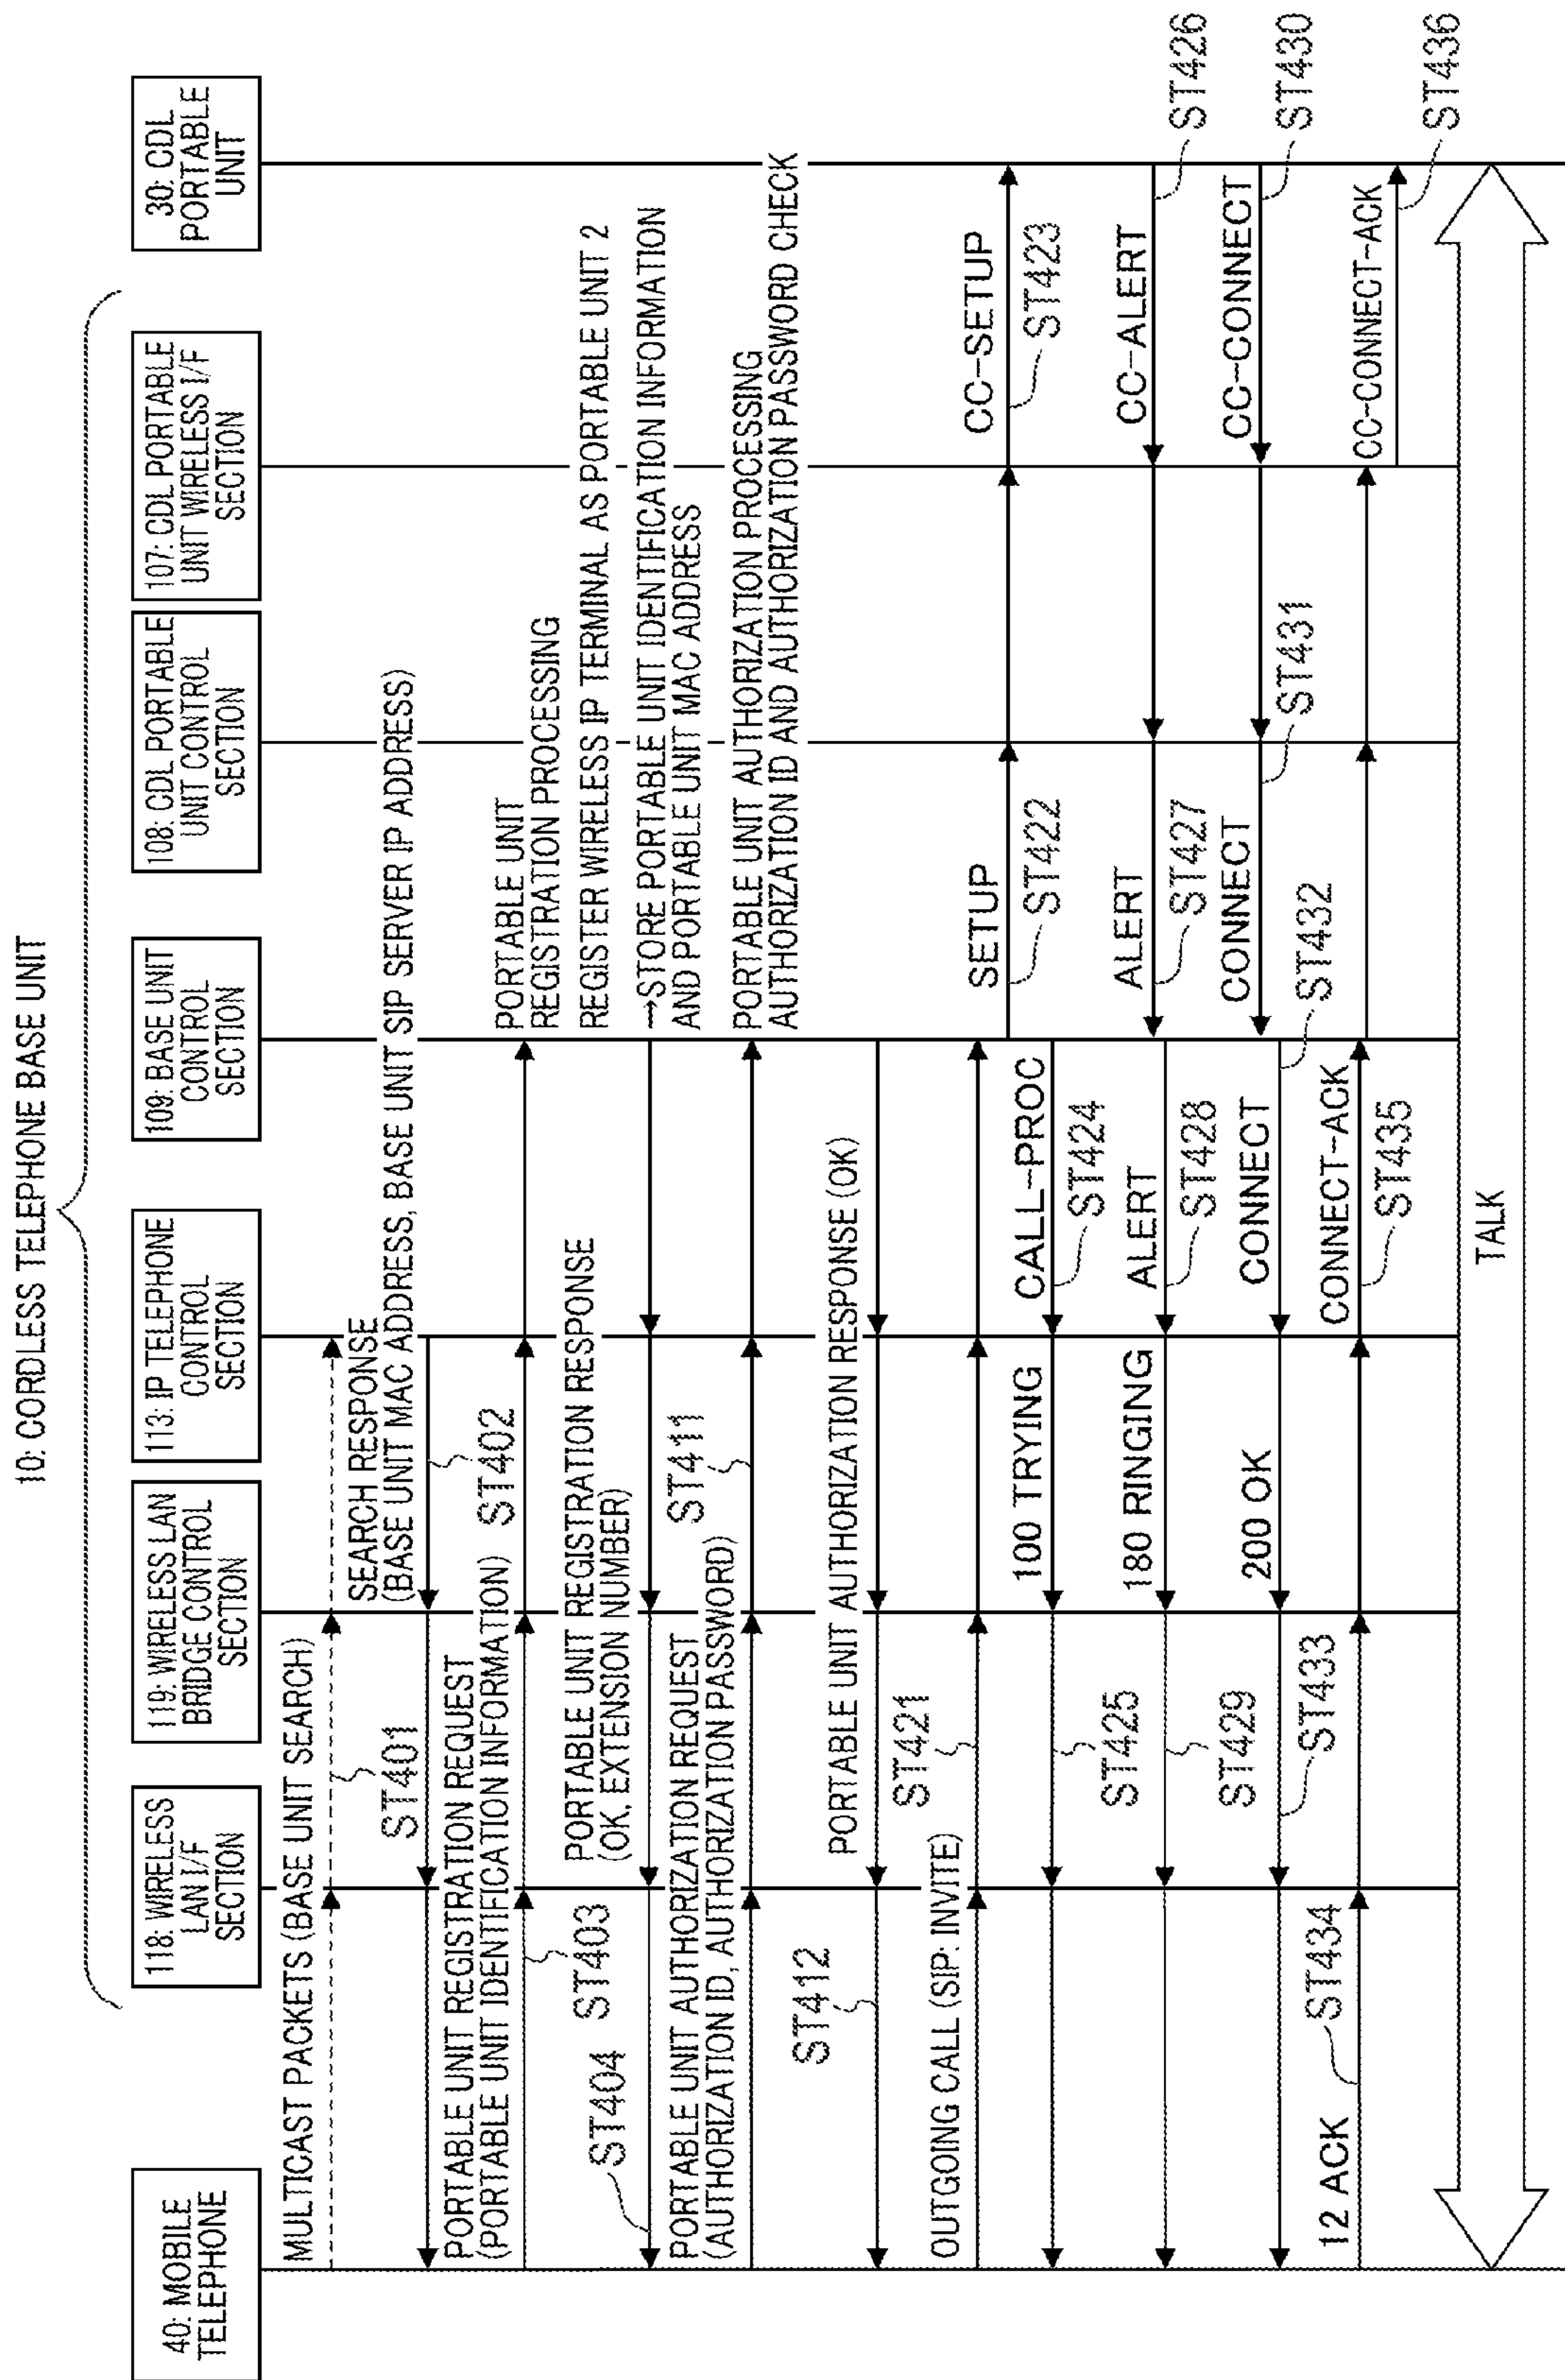 10: CORDLESS TELEPHONE BASE UNIT
40: MOBILE
TELEPHONE
118: WIRELESS
LAN I/F
SECTION
119: WIRELESS LAN
BRIDGE CONTROL
SECTION
113: IP TELEPHONE
CONTROL
SECTION
109: BASE UNIT
CONTROL
SECTION
108: CDL PORTABLE
UNIT CONTROL
SECTION
107: CDL PORTABLE
UNIT WIRELESS I/F
SECTION
30: CDL
PORTABLE
UNIT
MULTICAST PACKETS (BASE UNIT SEARCH)
ST401
SEARCH RESPONSE
(BASE UNIT MAC ADDRESS, BASE UNIT SIP SERVER IP ADDRESS)
ST402
PORTABLE UNIT REGISTRATION REQUEST
(PORTABLE UNIT IDENTIFICATION INFORMATION)
ST403
PORTABLE UNIT
REGISTRATION PROCESSING
REGISTER WIRELESS IP TERMINAL AS PORTABLE UNIT 2
→STORE PORTABLE UNIT IDENTIFICATION INFORMATION
AND PORTABLE UNIT MAC ADDRESS
PORTABLE UNIT REGISTRATION RESPONSE
(OK, EXTENSION NUMBER)
ST404
PORTABLE UNIT AUTHORIZATION REQUEST
(AUTHORIZATION ID, AUTHORIZATION PASSWORD)
ST411
PORTABLE UNIT AUTHORIZATION PROCESSING
AUTHORIZATION ID AND AUTHORIZATION PASSWORD CHECK
PORTABLE UNIT AUTHORIZATION RESPONSE (OK)
ST412
OUTGOING CALL (SIP: INVITE)
ST421
SETUP
ST422
CC-SETUP
ST423
100 TRYING
CALL-PROC
ST424
ST425
CC-ALERT
ST426
ALERT
ST427
ALERT
ST428
180 RINGING
ST429
CC-CONNECT
ST430
CONNECT
ST431
CONNECT
ST432
200 OK
ST433
12 ACK
ST434
CONNECT-ACK
ST435
CC-CONNECT-ACK
ST436
TALK